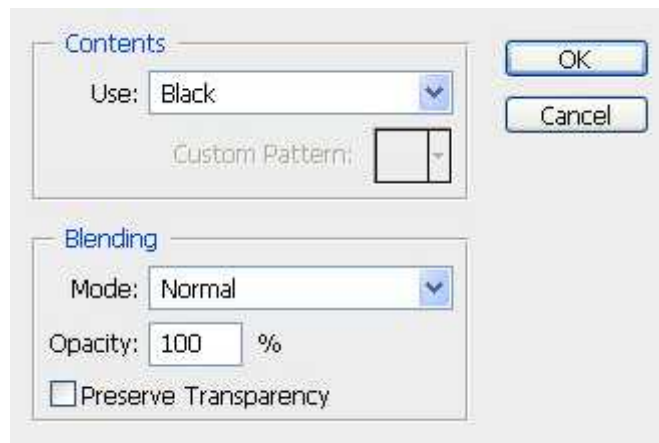 Contents
OK
Use: Black
Cancel
Custom Pattern:
Blending
Mode: Normal
Opacity: 100 %
Preserve Transparency